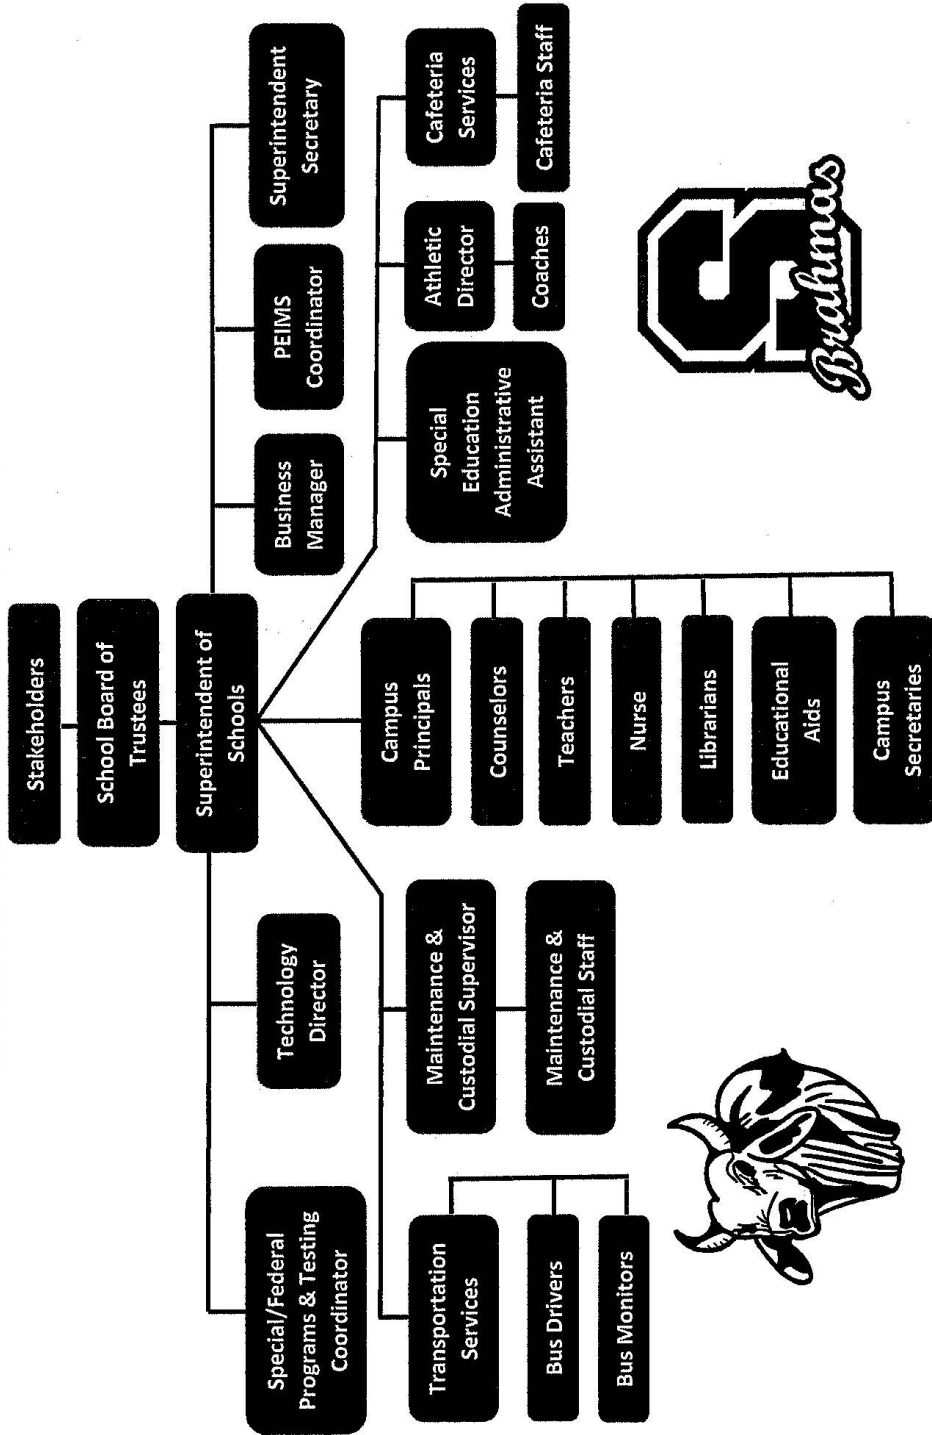 Stakeholders
School Board of
Trustees
Superintendent of
Schools
Special/Federal
Programs & Testing
Coordinator
Technology
Director
Business
Manager
PEIMS
Coordinator
Superintendent
Secretary
Transportation
Services
Bus Drivers
Bus Monitors
Maintenance &
Custodial Supervisor
Maintenance &
Custodial Staff
Campus
Principals
Counselors
Teachers
Nurse
Librarians
Educational
Aids
Campus
Secretaries
Special
Education
Administrative
Assistant
Athletic
Director
Coaches
Cafeteria
Services
Cafeteria Staff
S
Brahmas